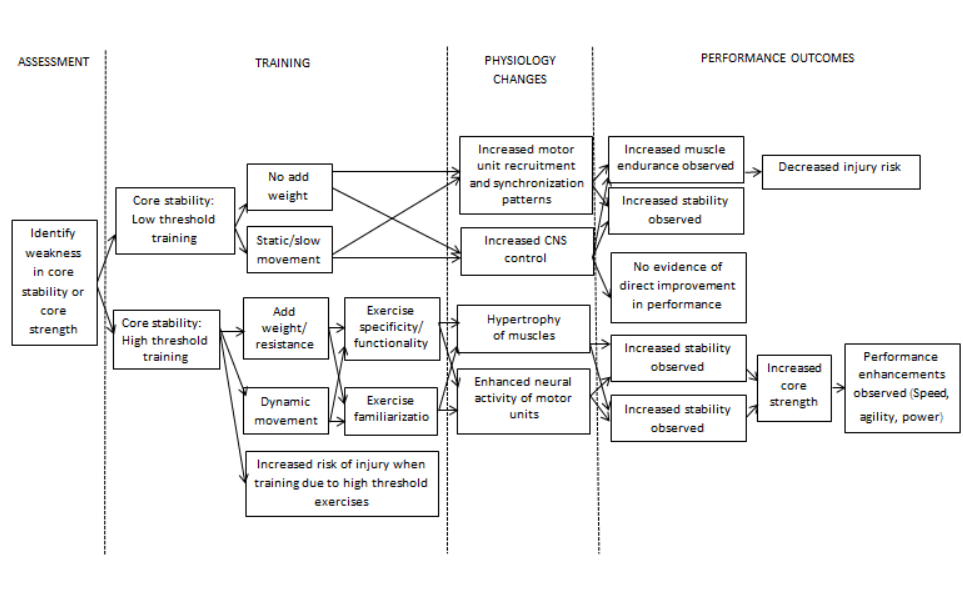 ASSESSMENT
TRAINING
PHYSIOLOGY
CHANGES
PERFORMANCE OUTCOMES
Identify
weakness
in core
stability or
core
strength
Core stability:
Low threshold
training
Core stability:
High threshold
training
No add
weight
Static/slow
movement
Add
weight/
resistance
Dynamic
movement
Increased risk of injury when
training due to high threshold
exercises
Exercise
specificity/
functionality
Exercise
familiarizatio
Increased motor
unit recruitment
and synchronization
patterns
Increased CNS
control
Hypertrophy
of muscles
Enhanced neural
activity of motor
units
Increased muscle
endurance observed
Increased stability
observed
No evidence of
direct improvement
in performance
Increased stability
observed
Increased stability
observed
Decreased injury risk
Increased
core
strength
Performance
enhancements
observed (Speed,
agility, power)